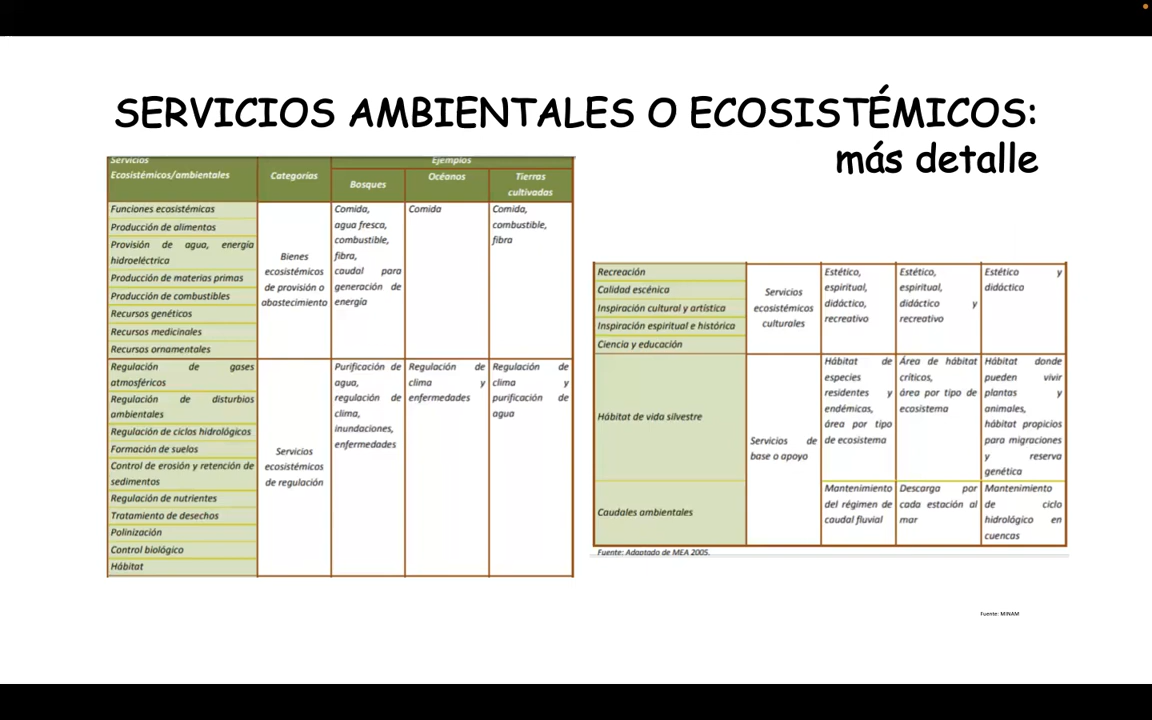 SERVICIOS AMBIENTALES O ECOSISTÉMICOS:
más detalle
Servicios
Ecosistémicos/ambientales
Categorías
Ejemplos
Bosques
Océanos
Tierras
cultivadas
Funciones ecosistémicas
Producción de alimentos
Provisión de agua, energía
hidroeléctrica
Producción de materias primas
Producción de combustibles
Recursos genéticos
Recursos medicinales
Recursos ornamentales
Bienes
ecosistémicos
de provisión o
abastecimiento
Comida,
agua fresca,
combustible,
fibra,
caudal para
generación de
energía
Comida
Comida,
combustible,
fibra
Regulación de gases
atmosféricos
Regulación de disturbios
ambientales
Regulación de ciclos hidrológicos
Formación de suelos
Control de erosión y retención de
sedimentos
Regulación de nutrientes
Tratamiento de desechos
Polinización
Control biológico
Hábitat
Servicios
ecosistémicos
de regulación
Purificación de
agua,
regulación de
clima,
inundaciones,
enfermedades
Regulación de
clima y
enfermedades
Regulación de
clima y
purificación de
agua
Recreación
Calidad escénica
Inspiración cultural y artística
Inspiración espiritual e histórica
Ciencia y educación
Servicios
ecosistémicos
culturales
Estético,
espiritual,
didáctico,
recreativo
Estético,
espiritual,
didáctico y
recreativo
Estético y
didáctico
Hábitat de vida silvestre
Servicios de
base o apoyo
Hábitat de
especies
residentes y
endémicas,
área por tipo
de ecosistema
Área de hábitat
críticos,
área por tipo de
ecosistema
Hábitat donde
pueden vivir
plantas y
animales,
hábitat propicios
para migraciones
y reserva
genética
Caudales ambientales
Mantenimiento
del régimen de
caudal fluvial
Descarga por
cada estación al
mar
Mantenimiento
de ciclo
hidrológico en
cuencas
Fuente: Adaptado de MEA 2005.
Fuente: MINAM